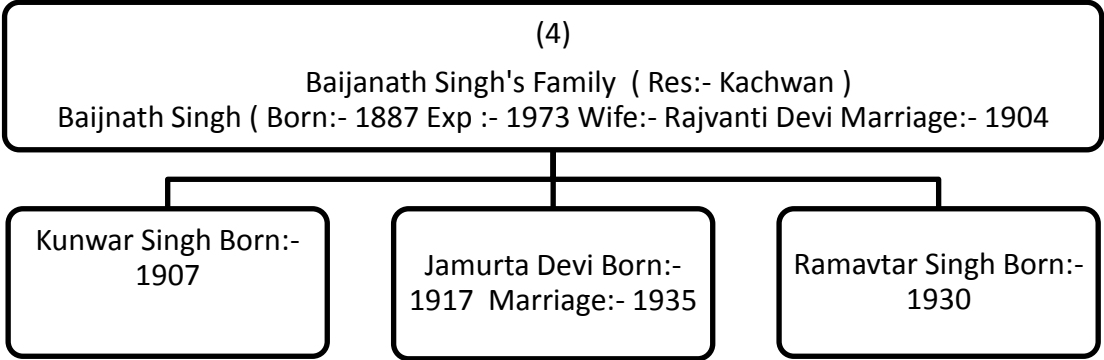 (4)
Baijanath Singh's Family ( Res:- Kachwan )
Baijnath Singh ( Born:- 1887 Exp :- 1973 Wife:- Rajvanti Devi Marriage:- 1904
Kunwar Singh Born:-
1907
Jamurta Devi Born:-
1917 Marriage:- 1935
Ramavtar Singh Born:-
1930